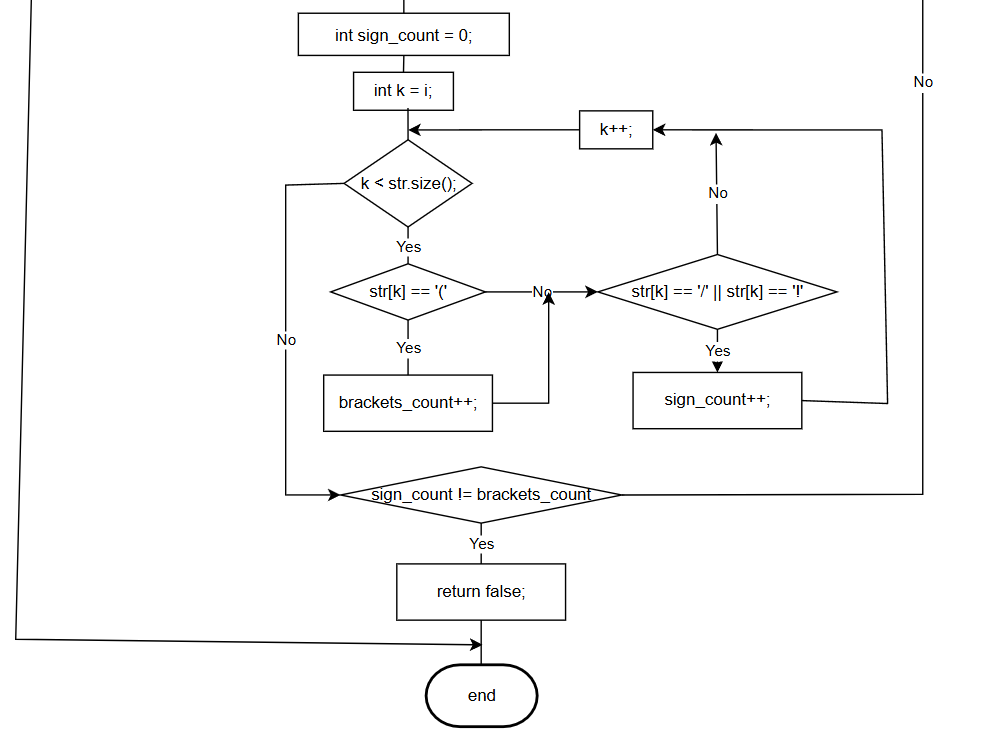 int sign_count = 0;
No
int k = i;
k++;
k < str.size();
No
Yes
str[k] == '('
No
str[k] == '/' || str[k] == '!'
No
Yes
Yes
brackets_count++;
sign_count++;
sign_count != brackets_count
Yes
return false;
end